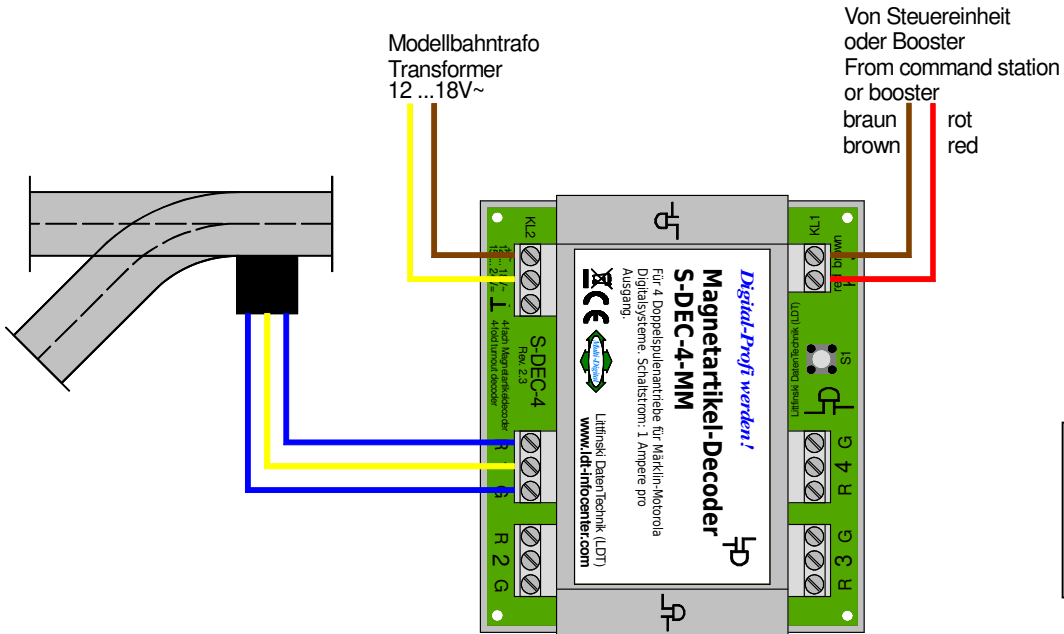 Von Steuereinheit
oder Booster
From command station
or booster
braun rot
brown red
Modellbahntrafo
Transformer
12 ...18V~
KL2
KL1
S1
S-DEC-4
Rev. 2.3
4-fach Magnetartikeldecoder
4-fold turnout decoder
Digital-Profi werden!
Magnetartikel-Decoder
S-DEC-4-MM
Für 4 Doppelspulenantriebe für Märklin-Motorola
Digitalsysteme. Schaltstrom: 1 Ampere pro
Ausgang.
CE
Multi-Digital
Littfinski DatenTechnik (LDT)
www.ldt-infocenter.com
Littfinski DatenTechnik (LDT)
R
G
R 2 G
R 4 G
R 3 G